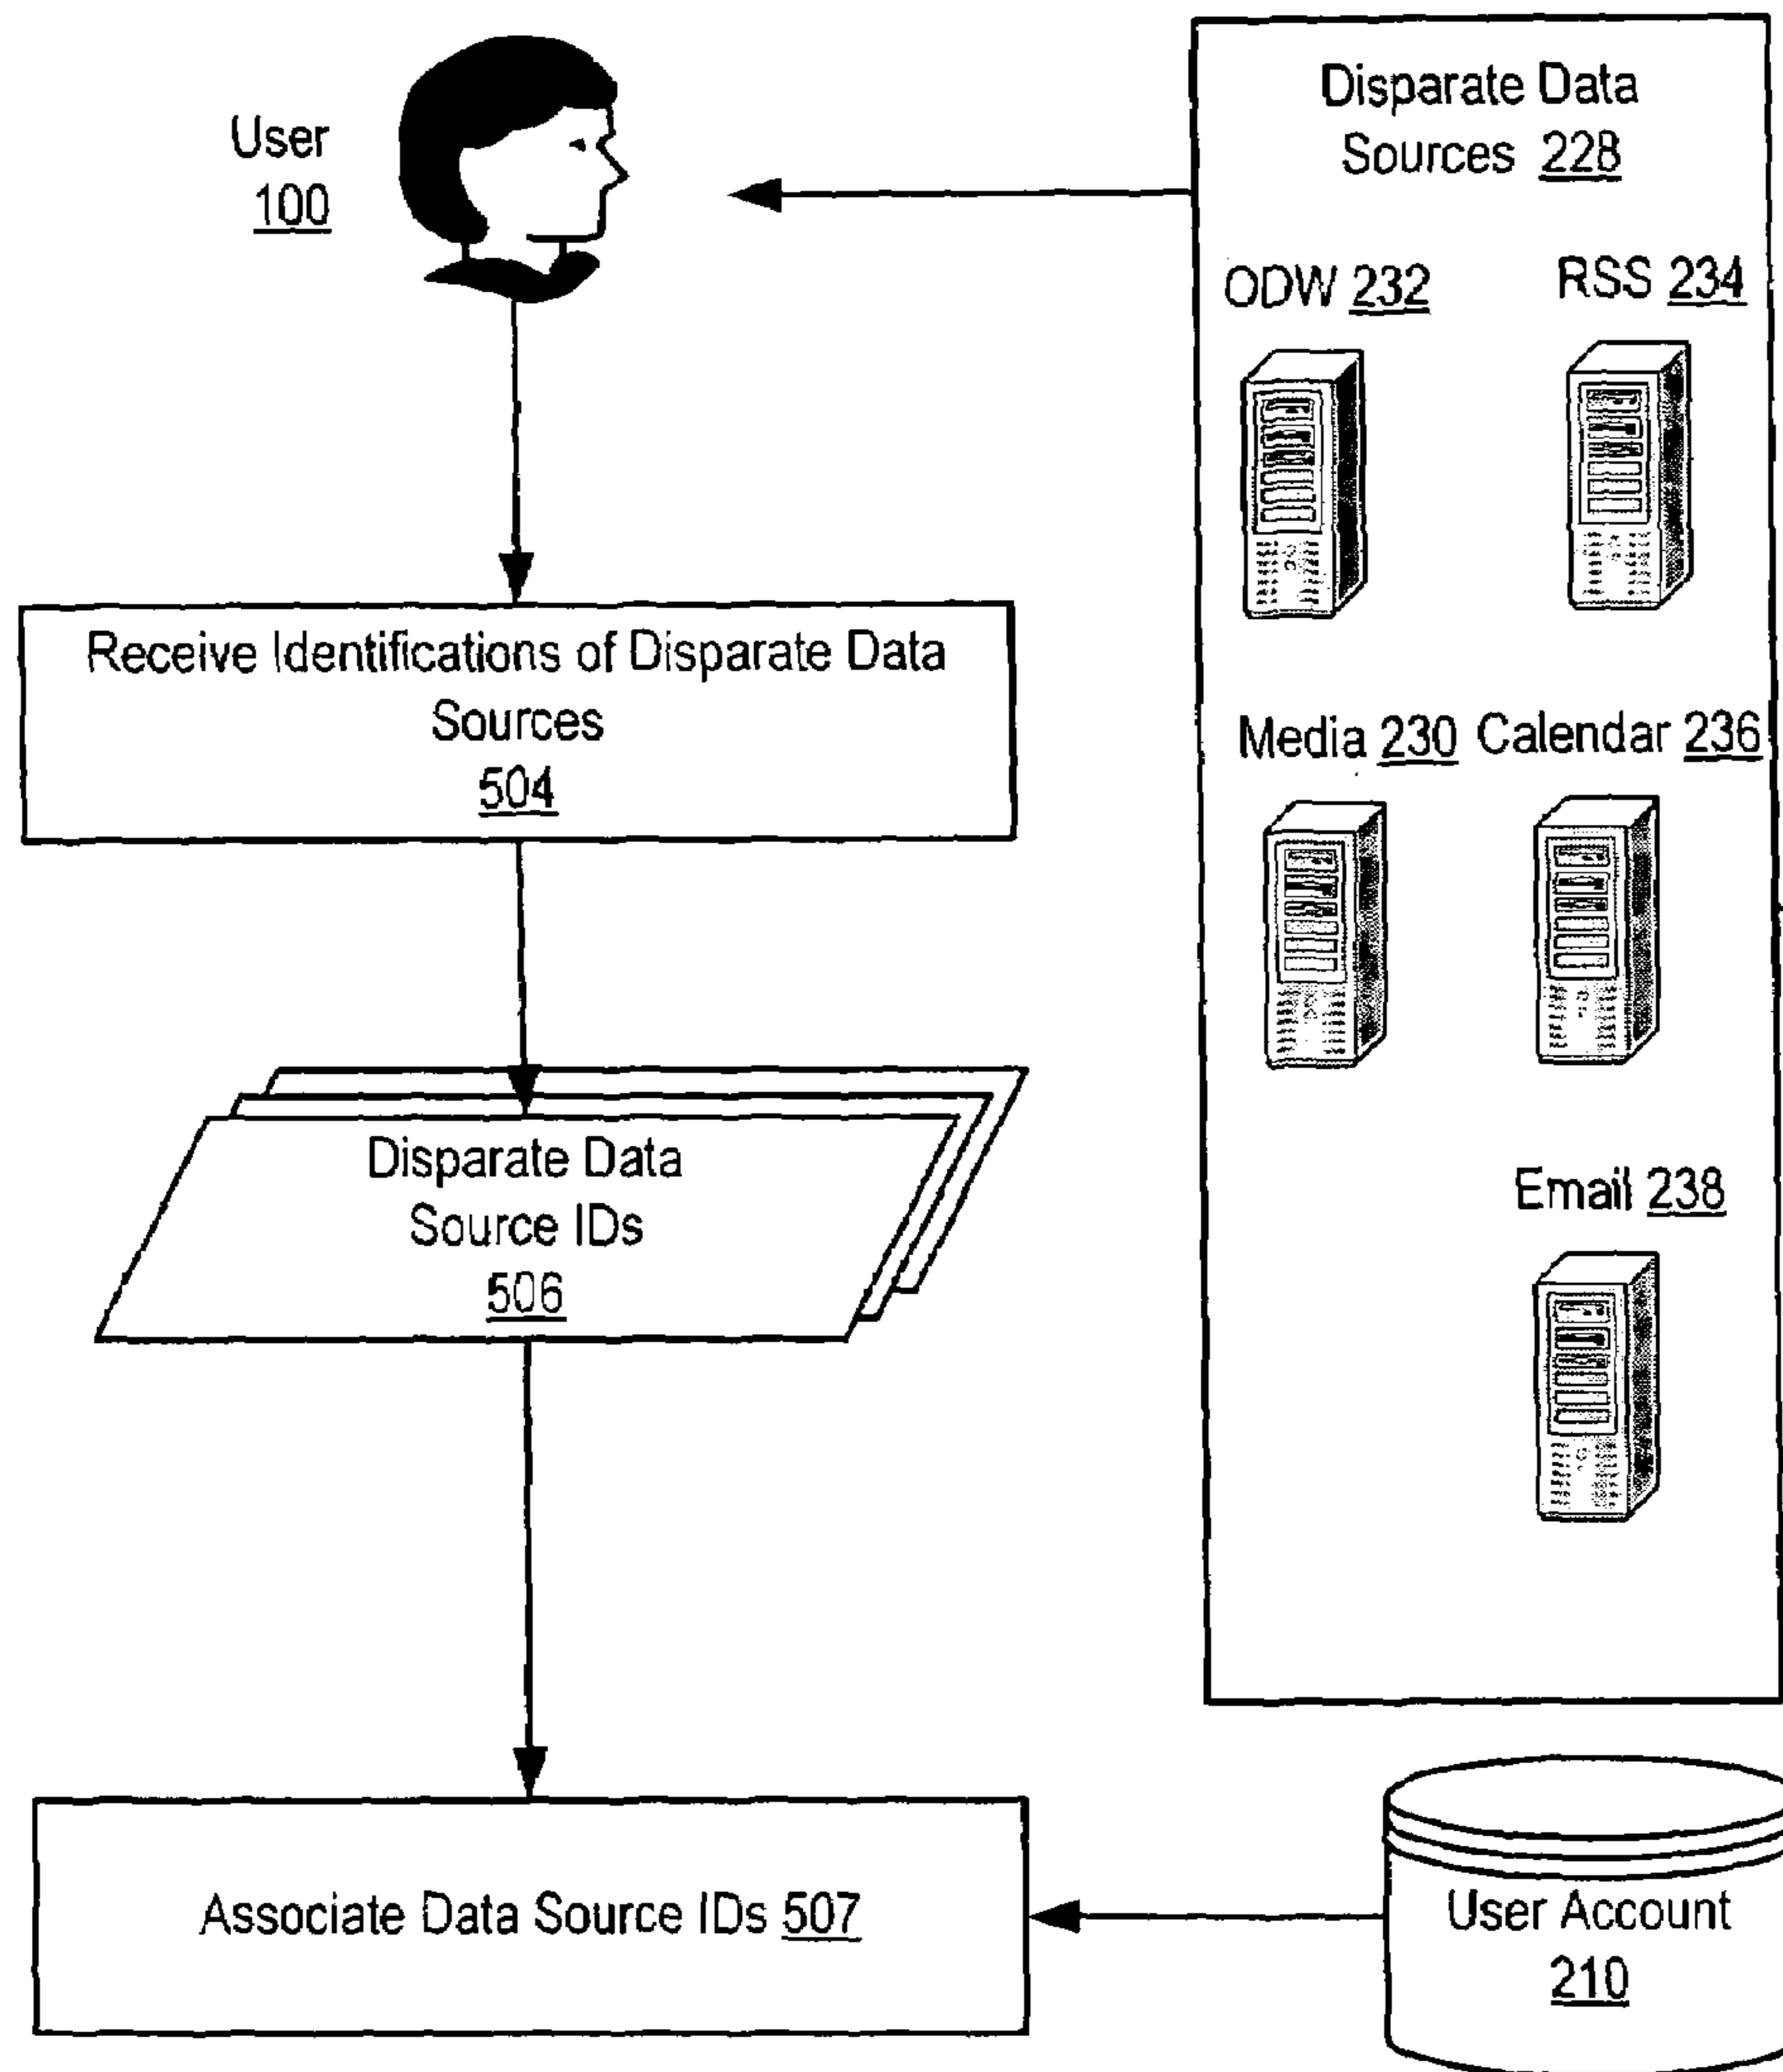 User
100
Disparate Data
Sources 228
ODW 232
RSS 234
Receive Identifications of Disparate Data
Sources
504
Media 230
Calendar 236
Disparate Data
Source IDs
506
Email 238
Associate Data Source IDs 507
User Account
210